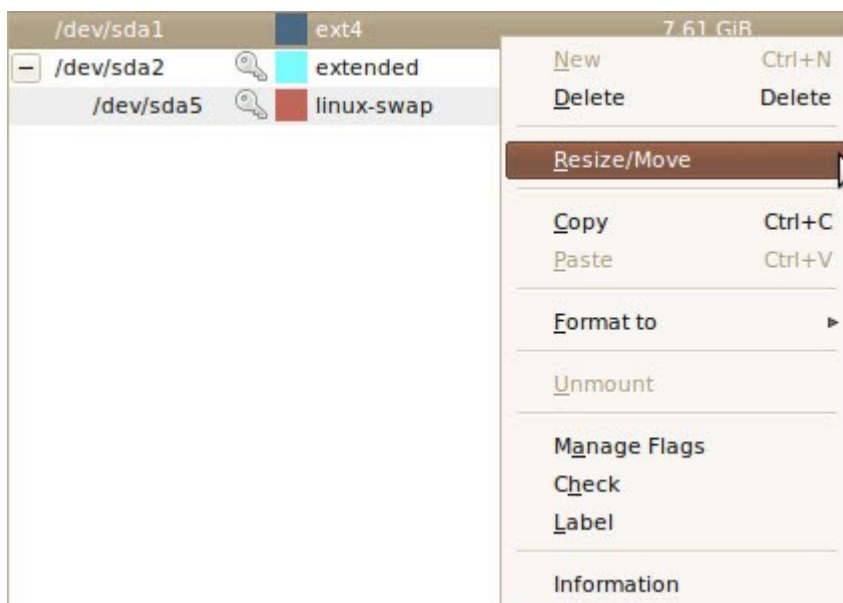 /dev/sda1 ext4 7.61 GiB
/dev/sda2 extended
/dev/sda5 linux-swap
New Ctrl+N
Delete Delete
Resize/Move
Copy Ctrl+C
Paste Ctrl+V
Format to
Unmount
Manage Flags
Check
Label
Information